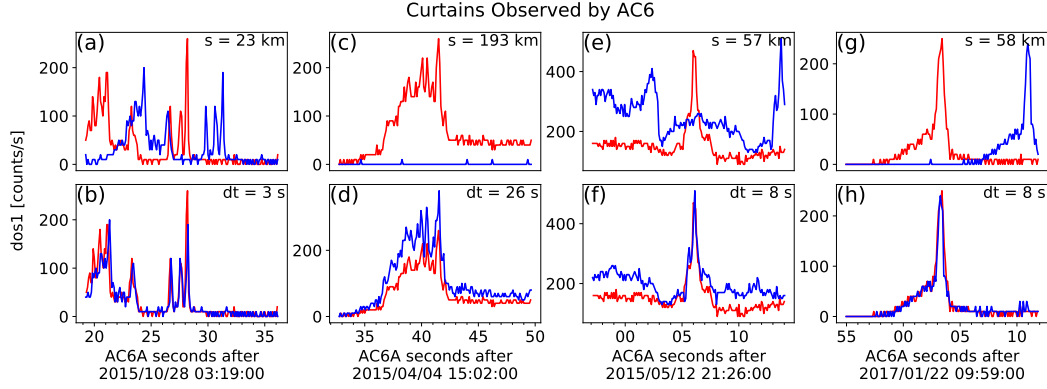 Curtains Observed by AC6
(a) s = 23 km
(c) s = 193 km
(e) s = 57 km
(g) s = 58 km
200
100
0
200
100
0
400
200
200
100
0
dos1 [counts/s]
(b) dt = 3 s
(d) dt = 26 s
(f) dt = 8 s
(h) dt = 8 s
200
100
0
200
0
400
200
200
100
0
20 25 30 35
35 40 45 50
00 05 10
55 00 05 10
AC6A seconds after
2015/10/28 03:19:00
AC6A seconds after
2015/04/04 15:02:00
AC6A seconds after
2015/05/12 21:26:00
AC6A seconds after
2017/01/22 09:59:00